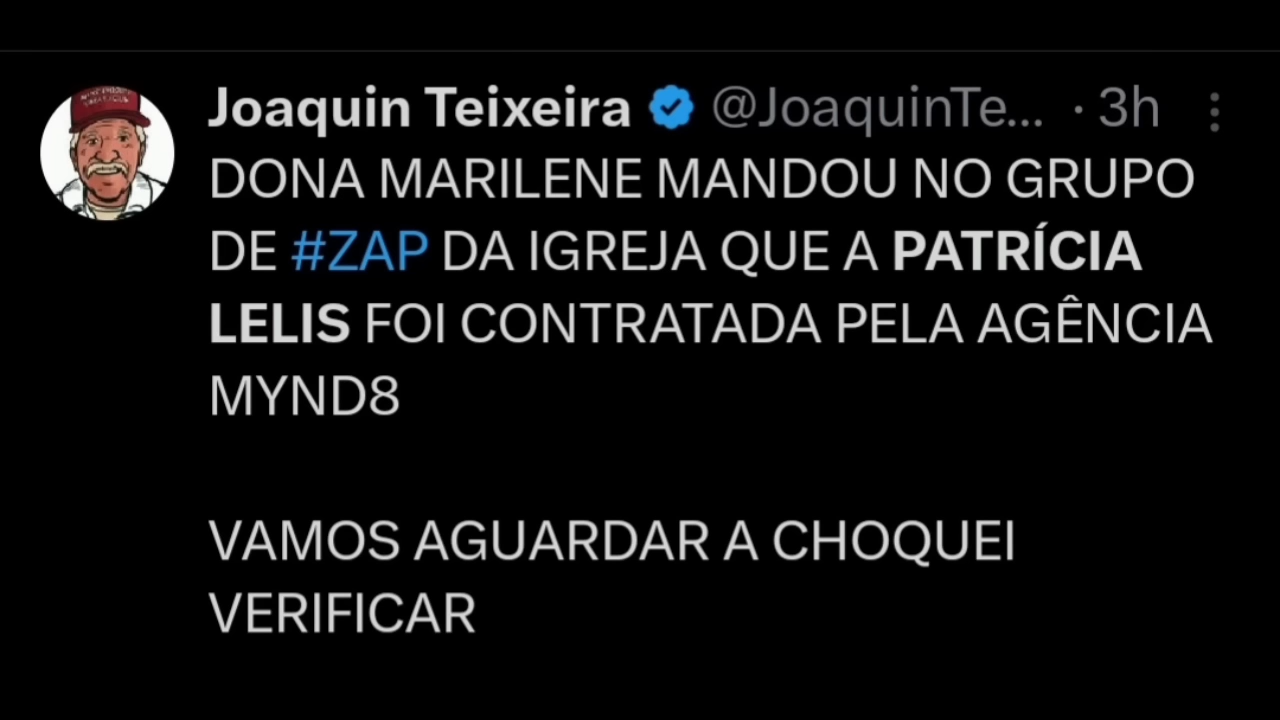 Joaquin Teixeira @JoaquinTe... · 3h
DONA MARILENE MANDOU NO GRUPO
DE #ZAP DA IGREJA QUE A PATRÍCIA
LELIS FOI CONTRATADA PELA AGÊNCIA
MYND8
VAMOS AGUARDAR A CHOQUEI
VERIFICAR